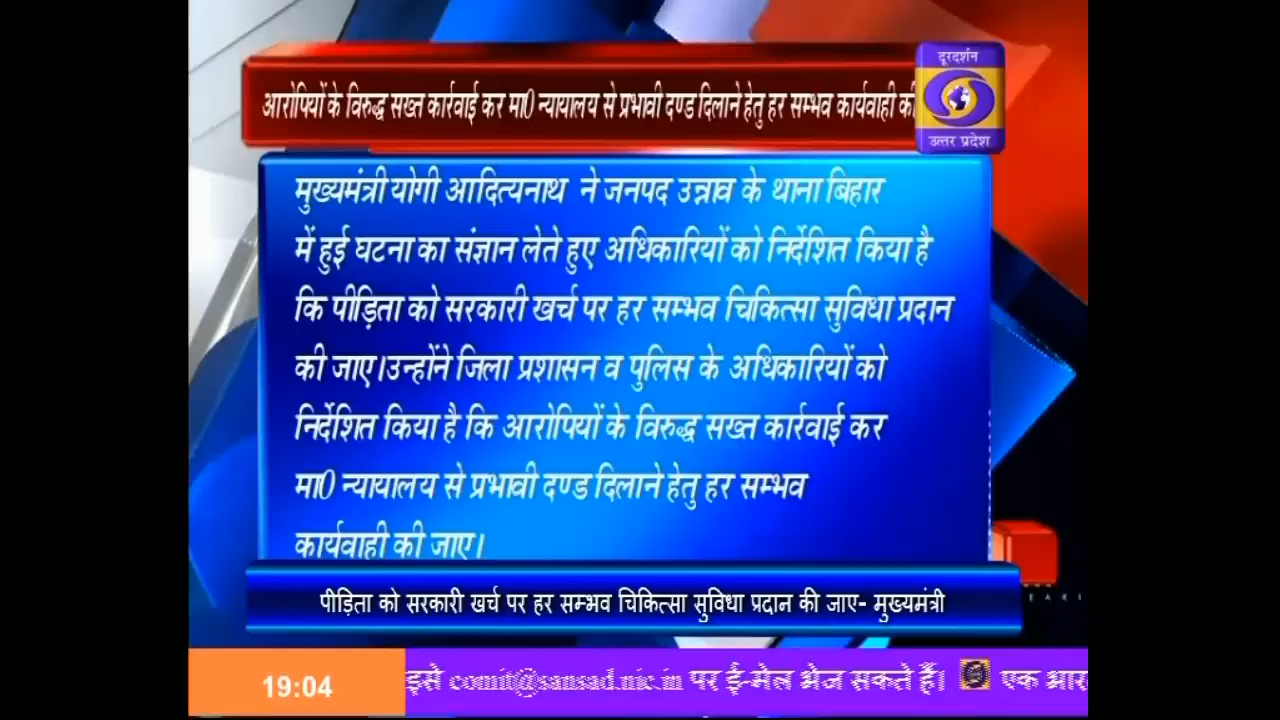 दूरदर्शन
उत्तर प्रदेश
आरोपियों के विरुद्ध सख्त कार्रवाई कर मा0 न्यायालय से प्रभावी दण्ड दिलाने हेतु हर सम्भव कार्यवाही की
मुख्यमंत्री योगी आदित्यनाथ ने जनपद उन्नाव के थाना बिहार
में हुई घटना का संज्ञान लेते हुए अधिकारियों को निर्देशित किया है
कि पीड़िता को सरकारी खर्च पर हर सम्भव चिकित्सा सुविधा प्रदान
की जाए।उन्होंने जिला प्रशासन व पुलिस के अधिकारियों को
निर्देशित किया है कि आरोपियों के विरुद्ध सख्त कार्रवाई कर
मा0 न्यायालय से प्रभावी दण्ड दिलाने हेतु हर सम्भव
कार्यवाही की जाए।
पीड़िता को सरकारी खर्च पर हर सम्भव चिकित्सा सुविधा प्रदान की जाए- मुख्यमंत्री
19:04 इसे comit@sansad.nic.in पर ई-मेल भेज सकते हैं। एक आर